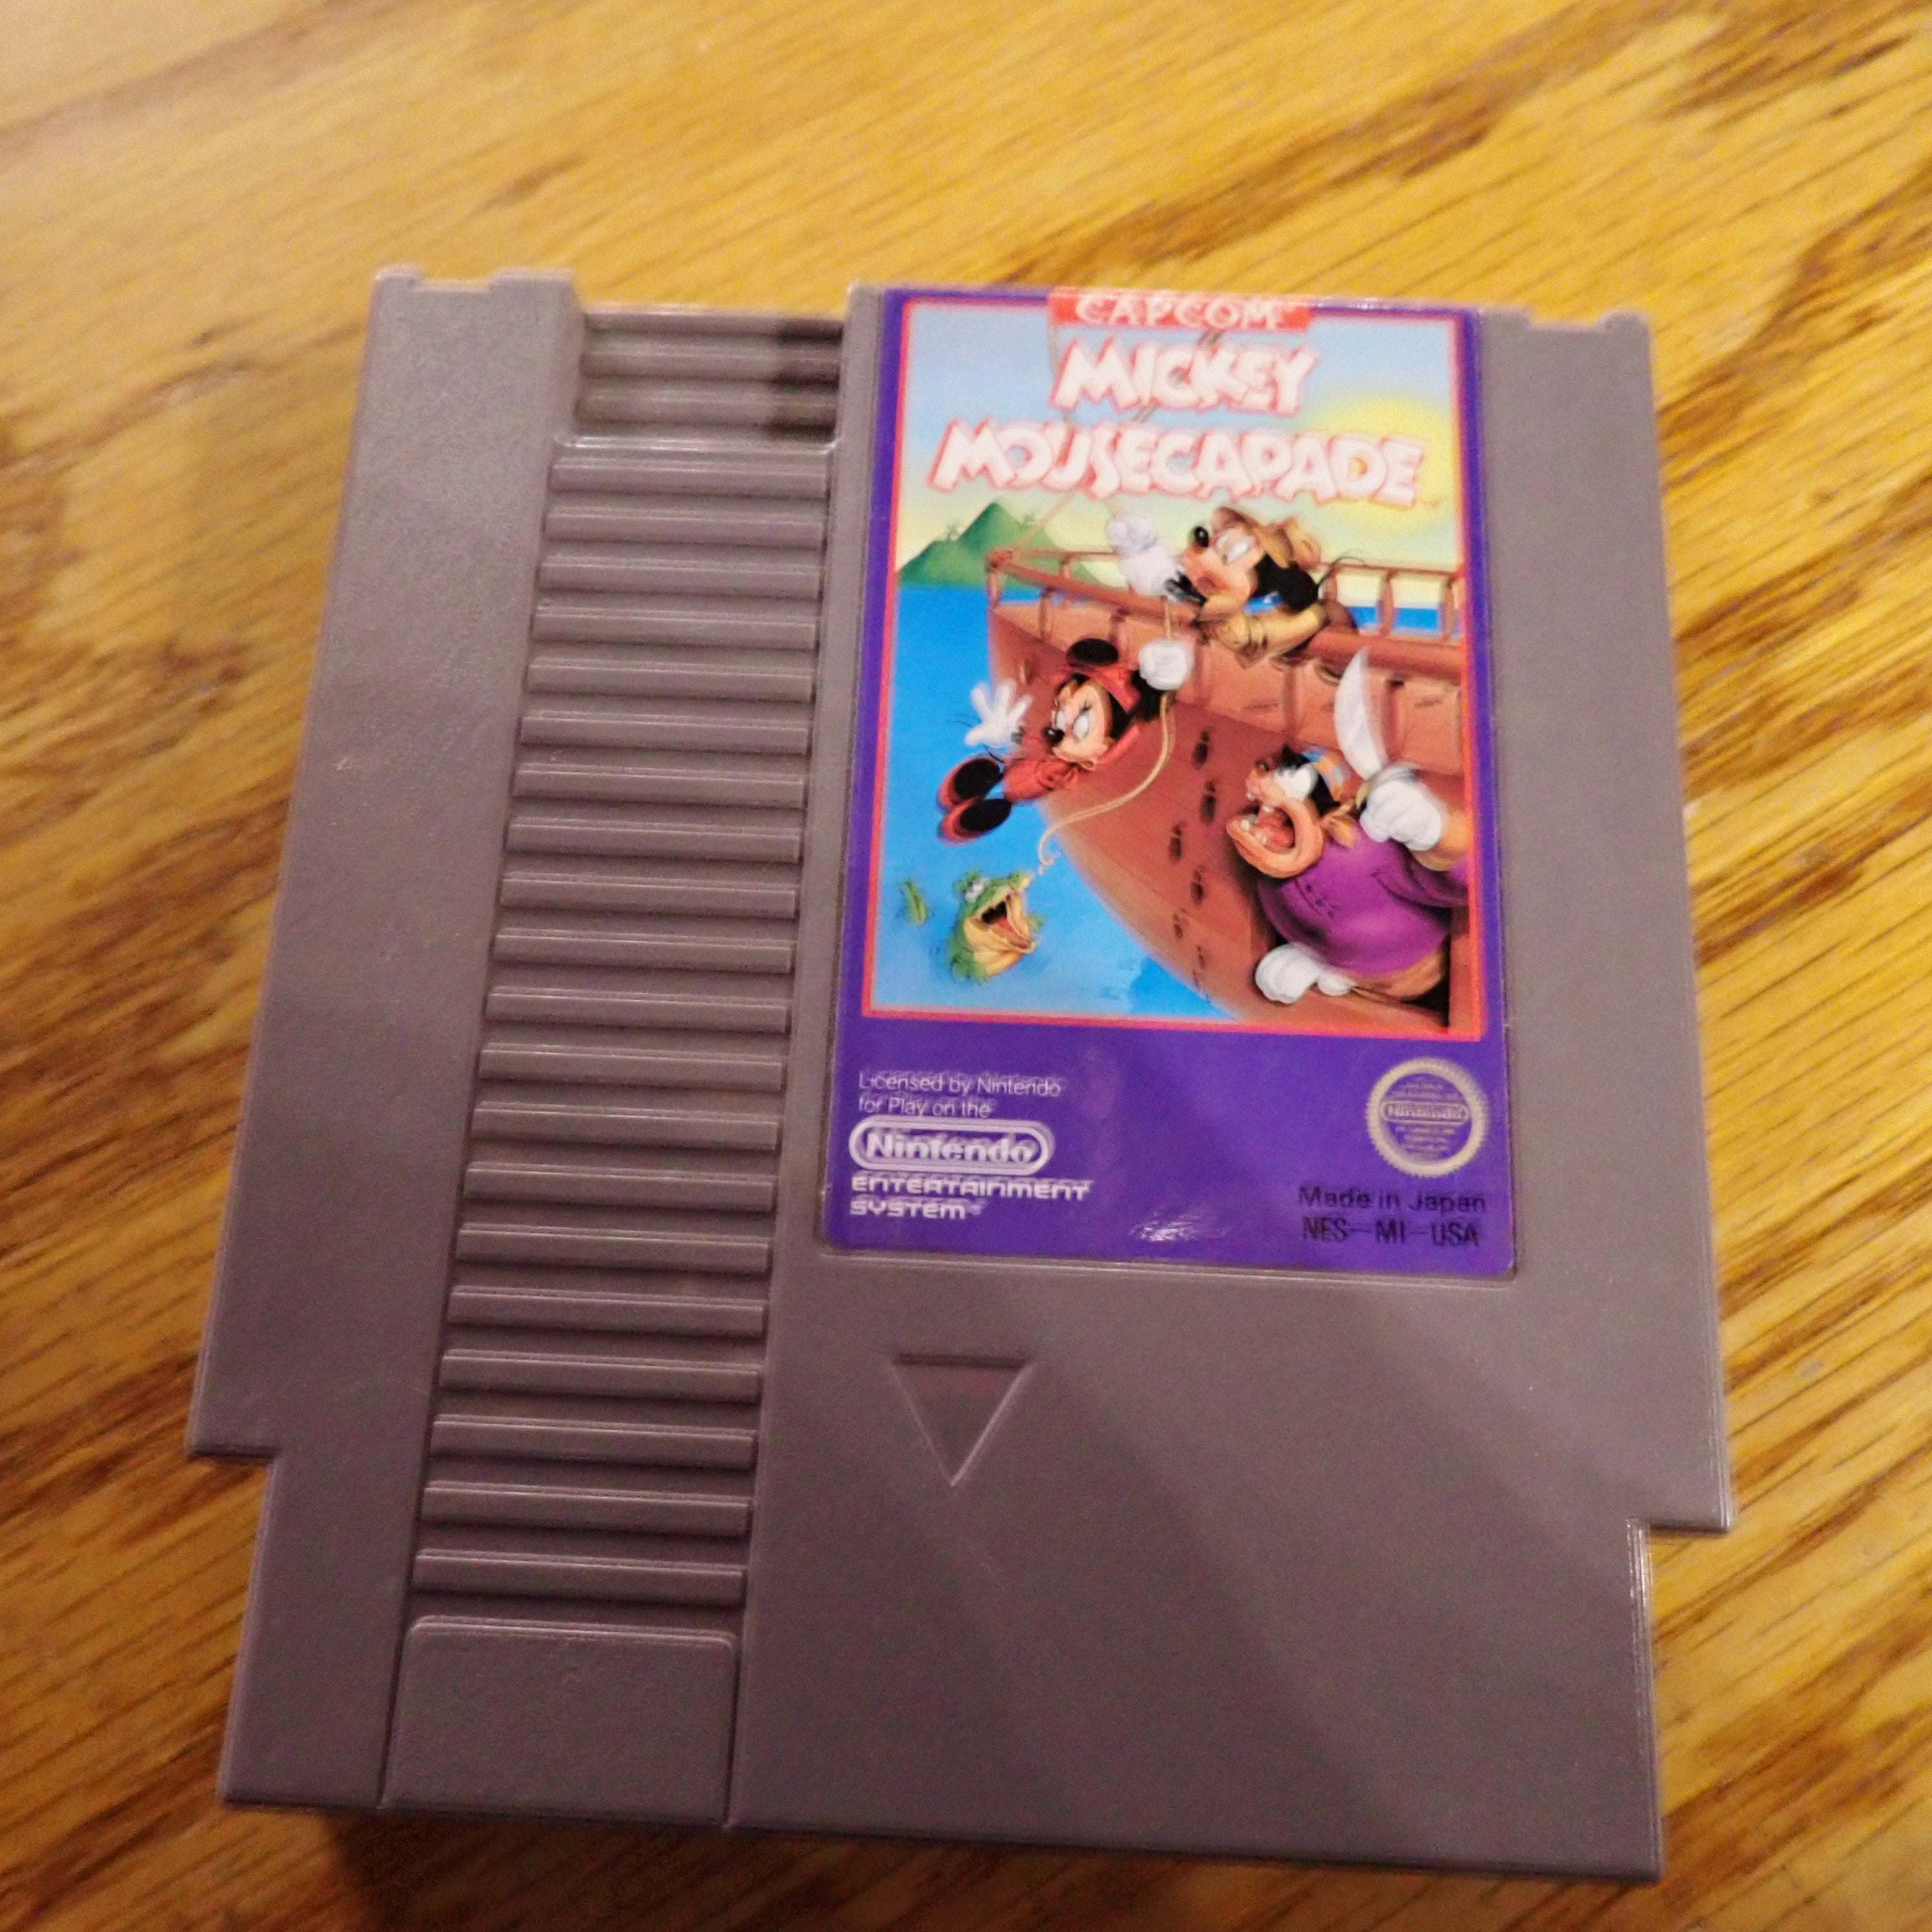 CAPCOM
MICKEY
MOUSECAPADE
Licensed by Nintendo
for Play on the
Nintendo
ENTERTAINMENT
SYSTEM®
Nintendo
Made in Japan
NES-MI-USA